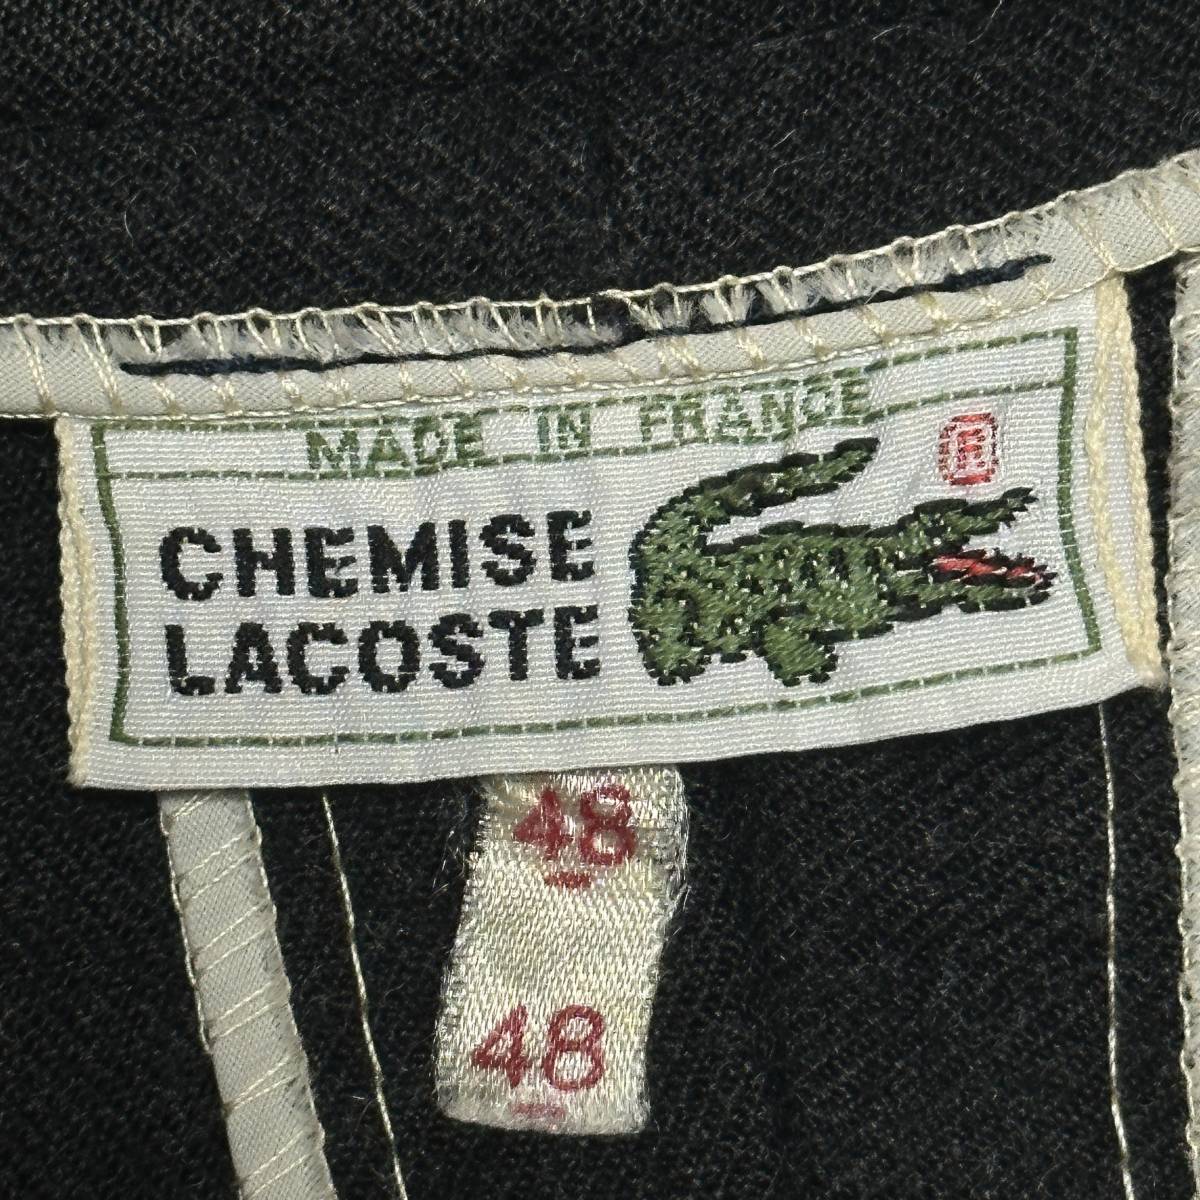 MADE IN FRANCE
CHEMISE
LACOSTE
48
48